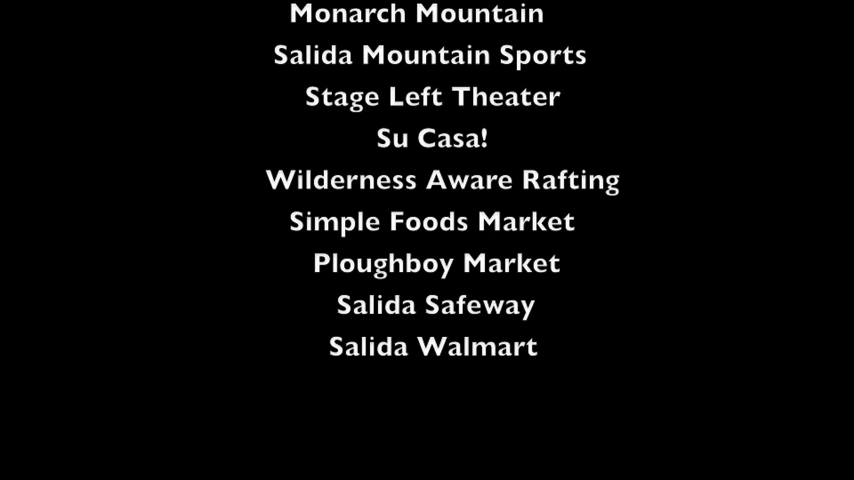 Monarch Mountain
Salida Mountain Sports
Stage Left Theater
Su Casa!
Wilderness Aware Rafting
Simple Foods Market
Ploughboy Market
Salida Safeway
Salida Walmart